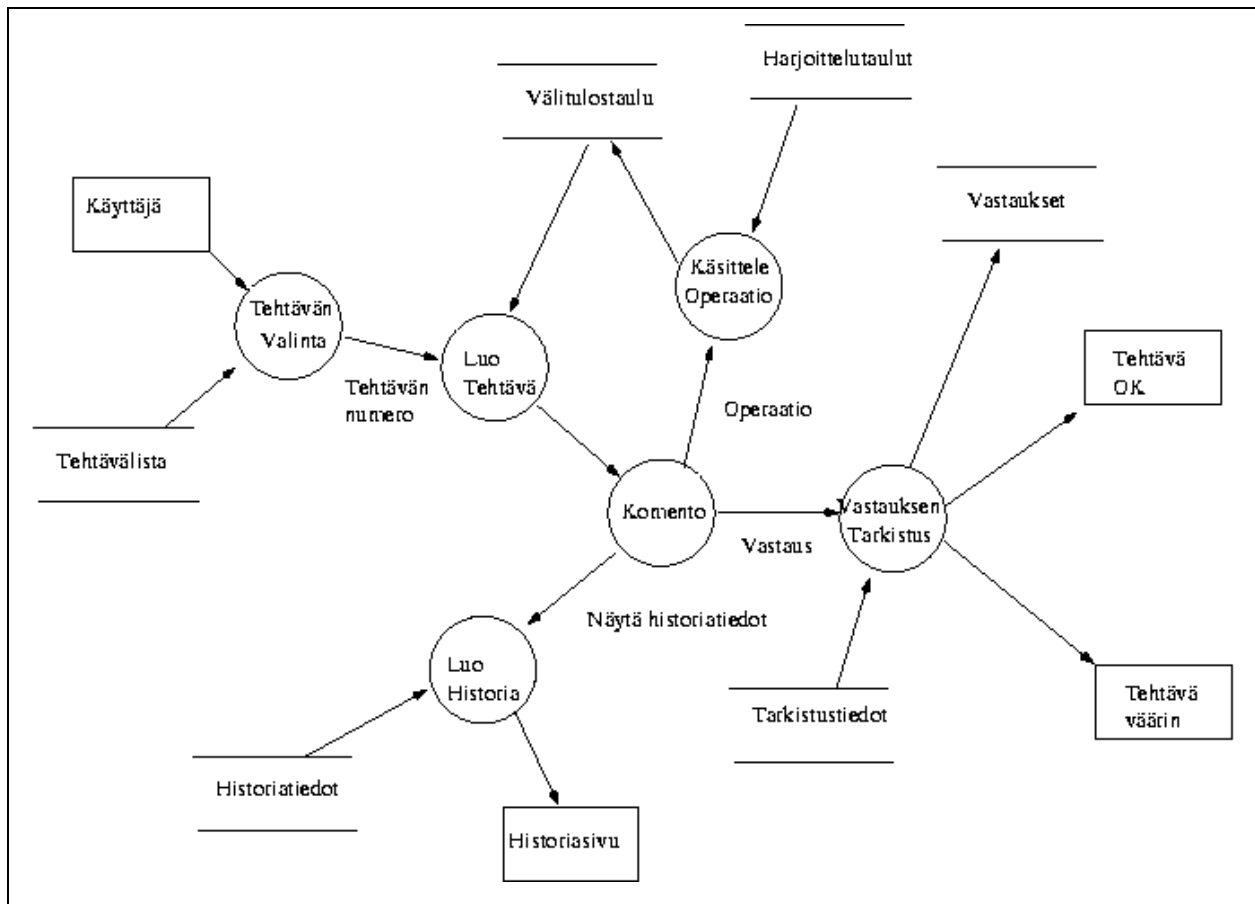 Harjoittelutaulut
Välitulostaulu
Käyttäjä
Vastaukset
Käsittele
Operaatio
Tehtävän
Valinta
Luo
Tehtävä
Tehtävän
numero
Tehtävä
OK
Operaatio
Tehtävälista
Komento
Vastauksen
Tarkistus
Vastaus
Näytä historiatiedot
Luo
Historia
Tarkistustiedot
Tehtävä
väärin
Historiatiedot
Historiasivu